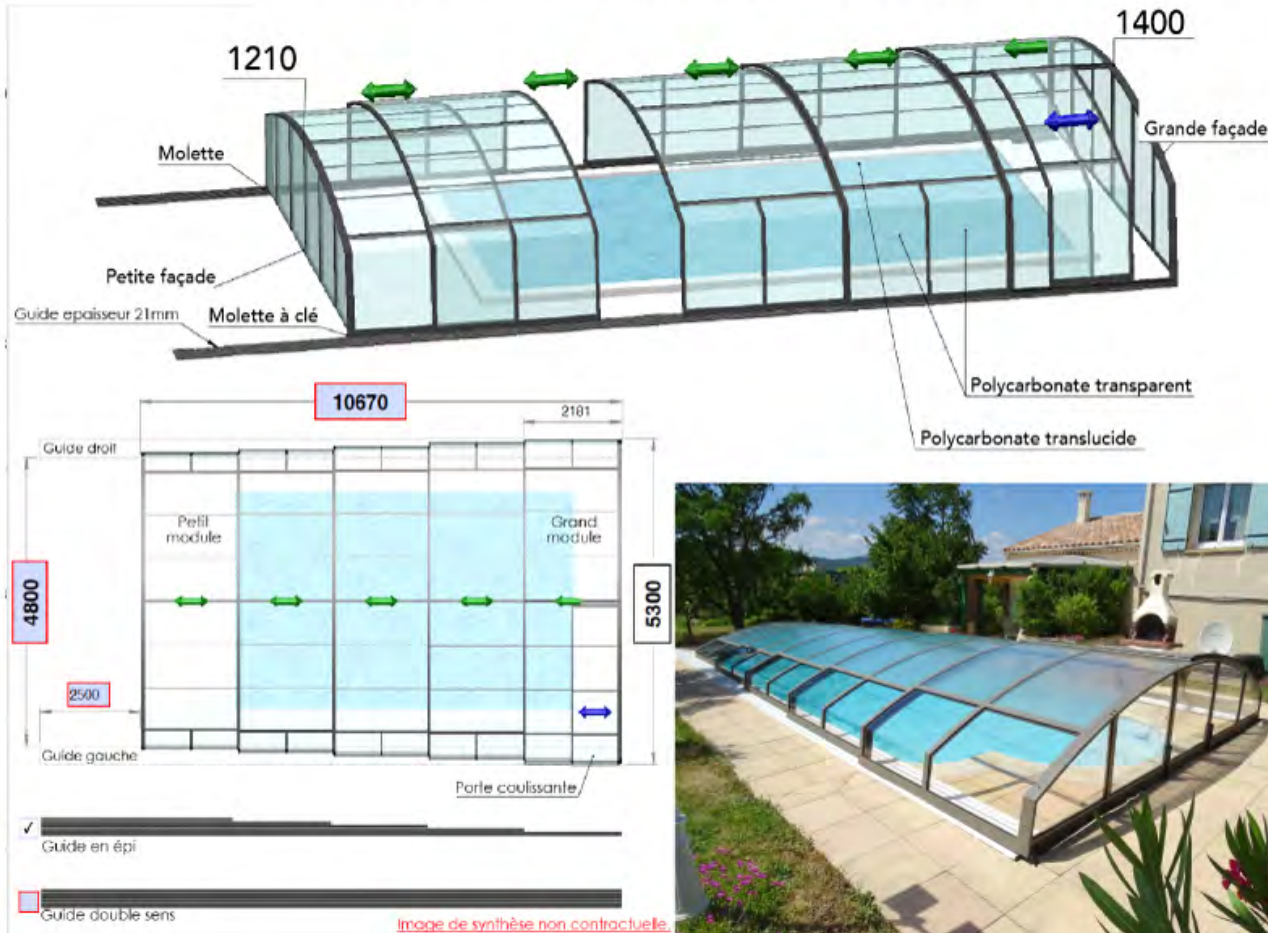 1400
1210
Grande façade
Molette
Petite façade
Guide epaisseur 21mm
Molette à clé
Polycarbonate transparent
Polycarbonate translucide
10670
2181
Guide droit
Petit
module
Grand
module
4800
5300
2500
Guide gauche
Porte coulissante
✓
Guide en épi
Guide double sens
Image de synthèse non contractuelle.